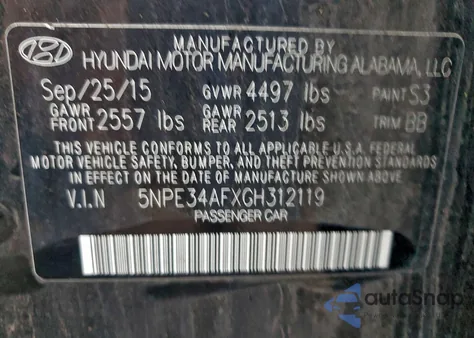 MANUFACTURED BY
HYUNDAI MOTOR MANUFACTURING ALABAMA, LLC
Sep/25/15 GVWR 4497 lbs PAINT S3
GAWR FRONT 2557 lbs GAWR REAR 2513 lbs TRIM BB
THIS VEHICLE CONFORMS TO ALL APPLICABLE U.S.A. FEDERAL
MOTOR VEHICLE SAFETY, BUMPER, AND THEFT PREVENTION STANDARDS
IN EFFECT ON THE DATE OF MANUFACTURE SHOWN ABOVE.
V.I.N 5NPE34AFXGH312119
PASSENGER CAR
autoSnap